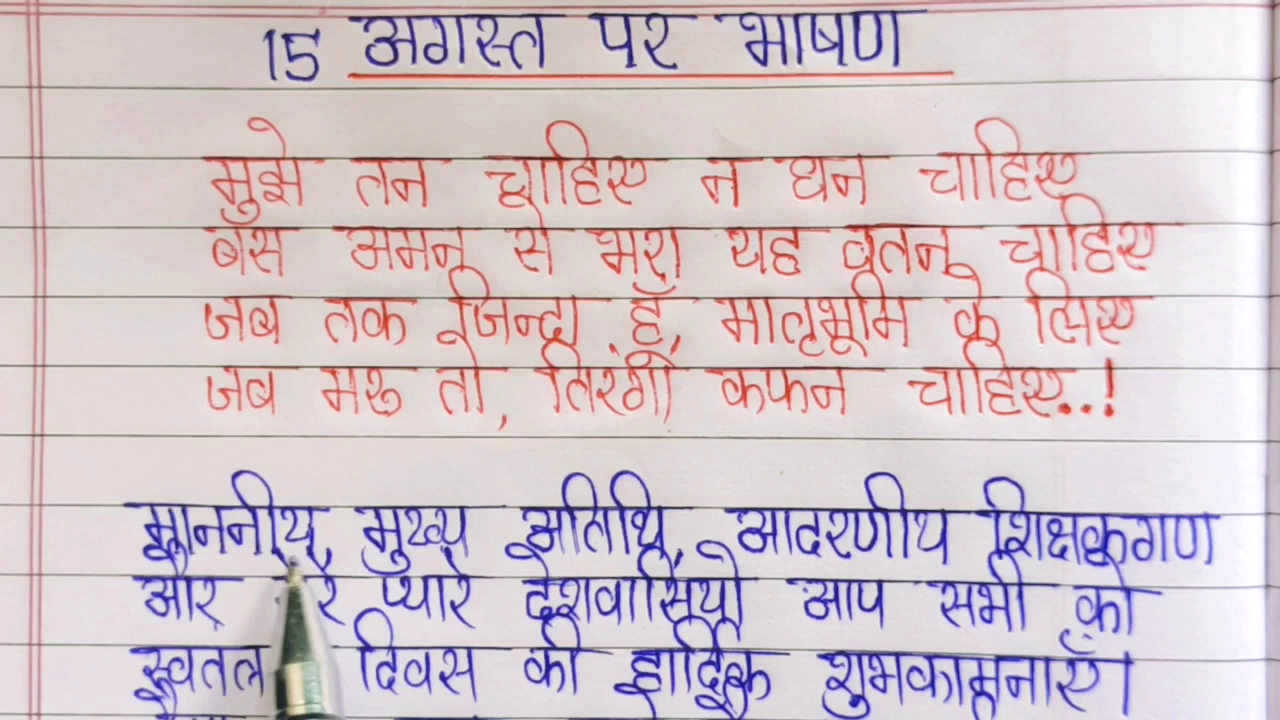 15 अगस्त पर भाषण
मुझे तन चाहिए न धन चाहिए
बस अमन से भरा यह वतन चाहिए
जब तक जिन्दा हूँ, मातृभूमि के लिए
जब मरु तो, तिरंगों कफन चाहिए..!
माननीय, मुख्य अतिथि, आदरणीय शिक्षकगण
और प्यारे देशवासियों आप सभी को
दिवस की हार्दिक शुभकामनाएँ।